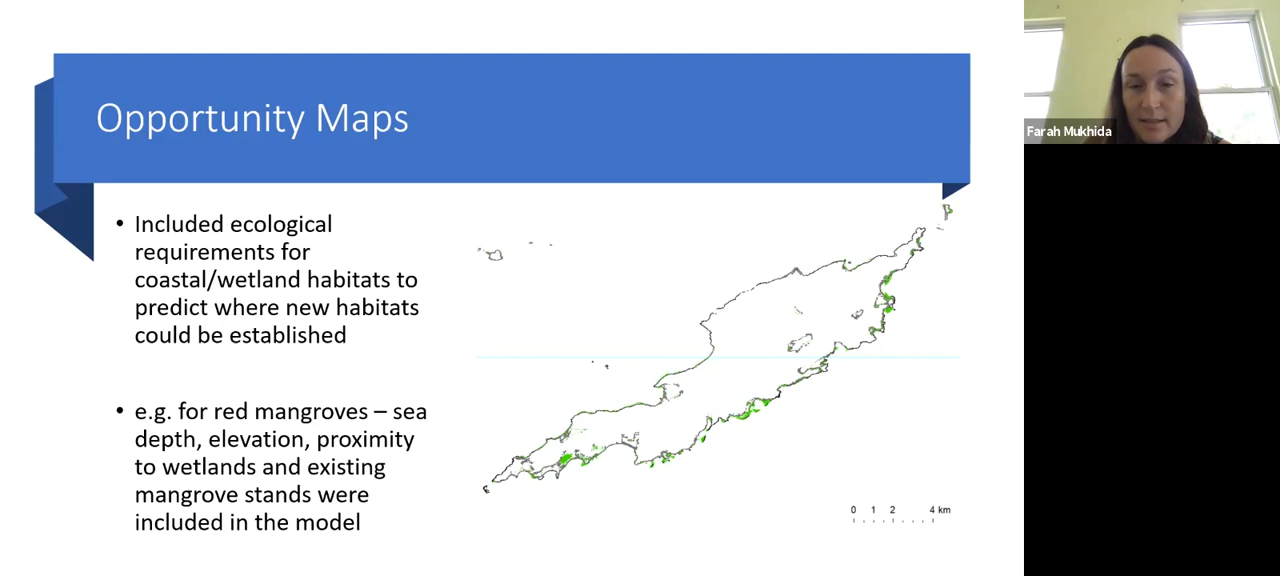 Opportunity Maps
• Included ecological
requirements for
coastal/wetland habitats to
predict where new habitats
could be established
• e.g. for red mangroves – sea
depth, elevation, proximity
to wetlands and existing
mangrove stands were
included in the model
0 1 2 4 km
Farah Mukhida